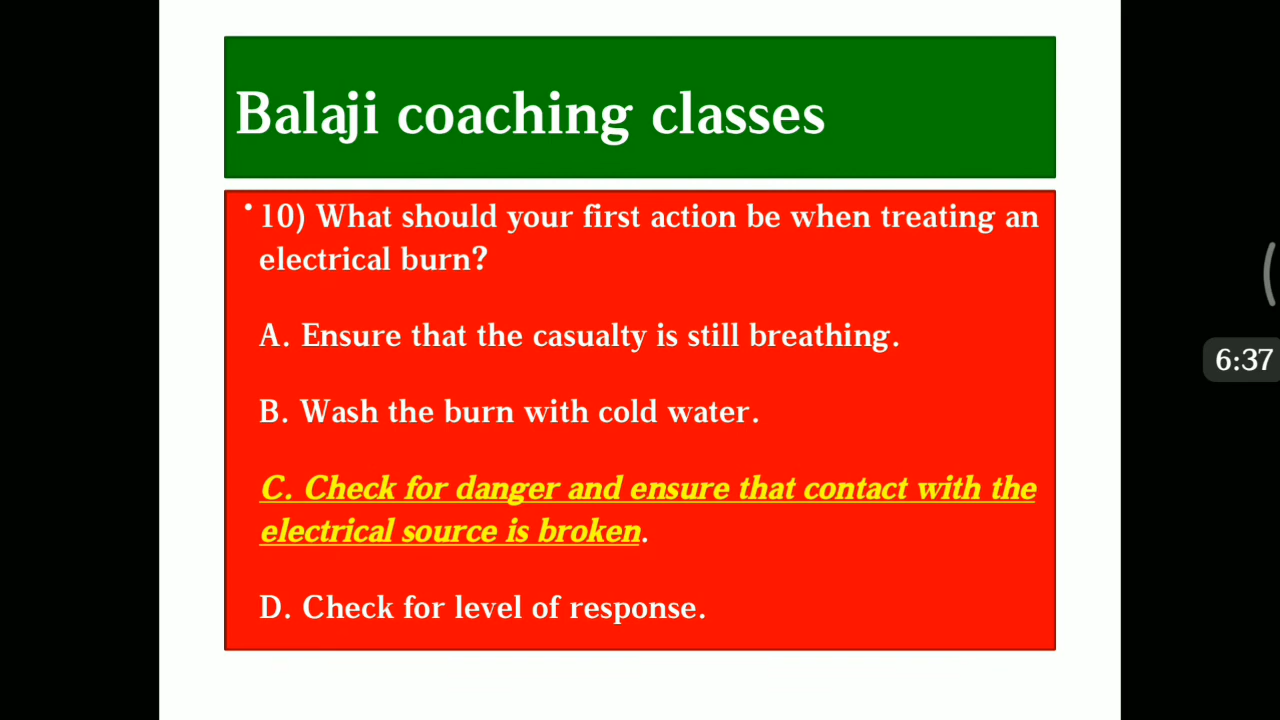 Balaji coaching classes
• 10) What should your first action be when treating an
electrical burn?
A. Ensure that the casualty is still breathing.
B. Wash the burn with cold water.
C. Check for danger and ensure that contact with the
electrical source is broken.
D. Check for level of response.
6:37